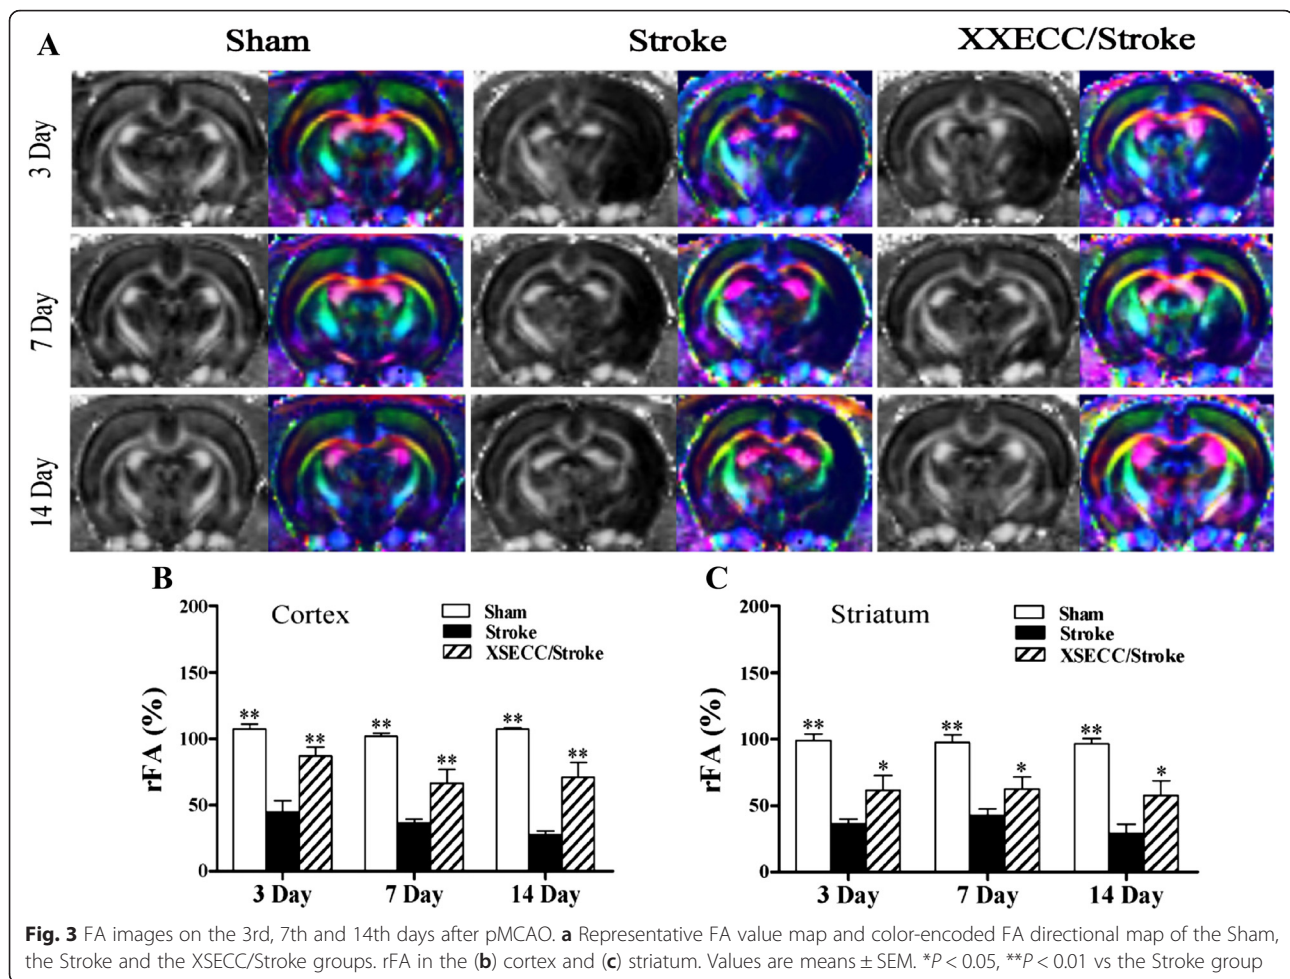 A
Sham Stroke XXECC/Stroke
3 Day
7 Day
14 Day
B
Cortex
Sham
Stroke
XSECC/Stroke
rFA (%)
200
150
100
50
0
** ** ** ** ** **
3 Day 7 Day 14 Day
C
Striatum
Sham
Stroke
XSECC/Stroke
rFA (%)
200
150
100
50
0
** * ** * ** *
3 Day 7 Day 14 Day
Fig. 3 FA images on the 3rd, 7th and 14th days after pMCAO. a Representative FA value map and color-encoded FA directional map of the Sham,
the Stroke and the XSECC/Stroke groups. rFA in the (b) cortex and (c) striatum. Values are means ± SEM. *P < 0.05, **P < 0.01 vs the Stroke group